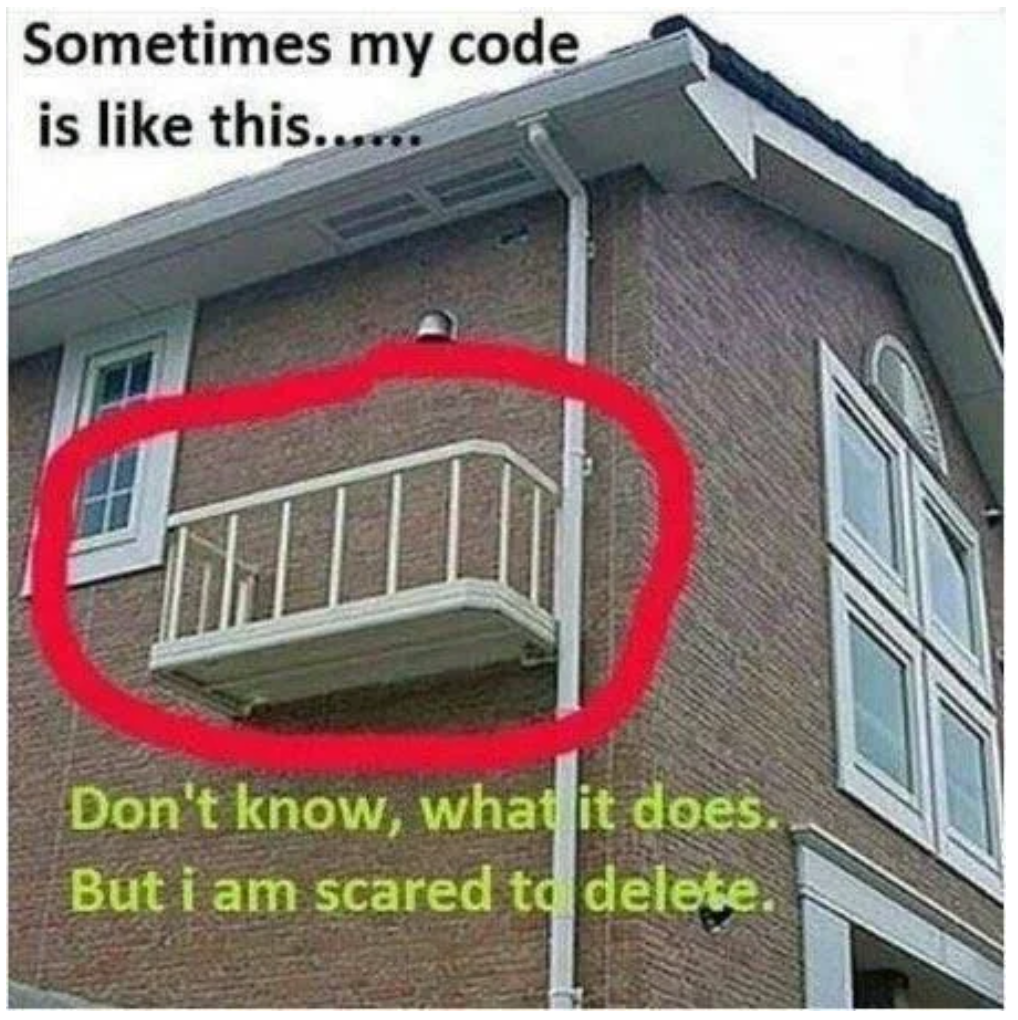 Sometimes my code
is like this......
Don't know, what it does.
But i am scared to delete.